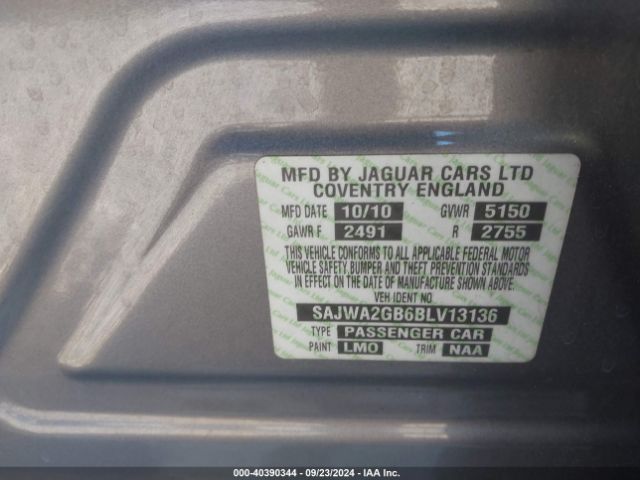 MFD BY JAGUAR CARS LTD
COVENTRY ENGLAND
MFD DATE 10/10 GVWR 5150
GAWR F 2491 R 2755
THIS VEHICLE CONFORMS TO ALL APPLICABLE FEDERAL MOTOR
VEHICLE SAFETY, BUMPER AND THEFT PREVENTION STANDARDS
IN EFFECT ON THE DATE OF MANUFACTURE SHOWN ABOVE.
VEH IDENT NO.
SAJWA2GB6BLV13136
TYPE PASSENGER CAR
PAINT LMO TRIM NAA
000-40390344 - 09/23/2024 - IAA Inc.